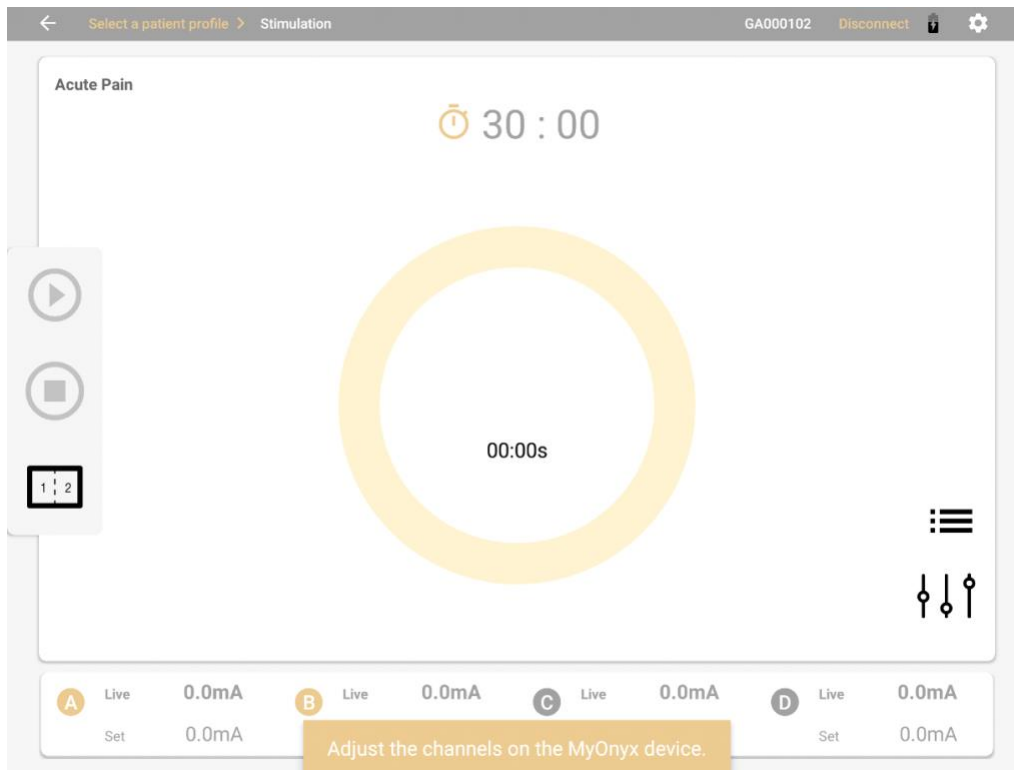 Select a patient profile > Stimulation GA000102 Disconnect
Acute Pain
30 : 00
00:00s
1 2
A Live 0.0mA B Live 0.0mA C Live 0.0mA D Live 0.0mA
Set 0.0mA Set 0.0mA
Adjust the channels on the MyOnyx device.